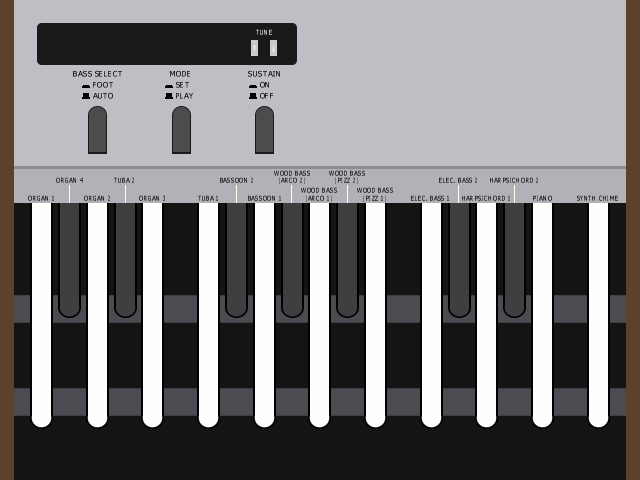 TUNE
BASS SELECT MODE SUSTAIN
FOOT SET ON
AUTO PLAY OFF
WOOD BASS WOOD BASS
ORGAN 4 TUBA 2 BASSOON 2 (ARCO 2) (PIZZ 2) ELEC. BASS 2 HARPSICHORD 2
WOOD BASS WOOD BASS
ORGAN 1 ORGAN 2 ORGAN 3 TUBA 1 BASSOON 1 (ARCO 1) (PIZZ 1) ELEC. BASS 1 HARPSICHORD 1 PIANO SYNTH CHIME